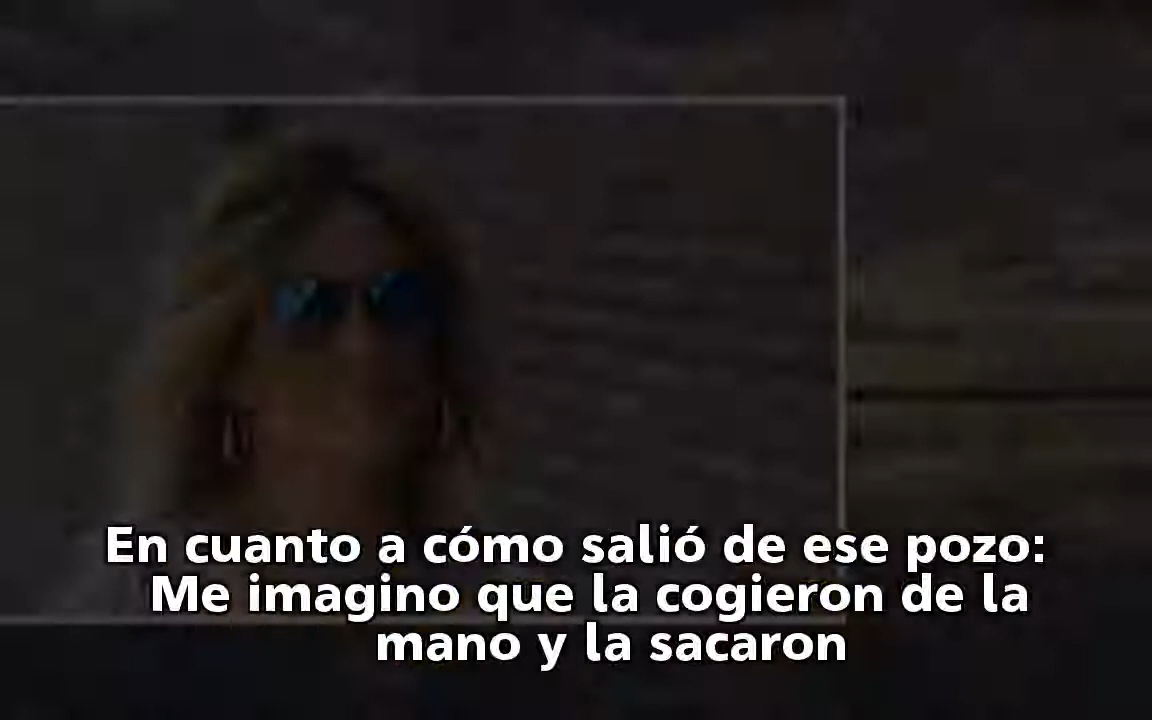 En cuanto a cómo salió de ese pozo:
Me imagino que la cogieron de la
mano y la sacaron